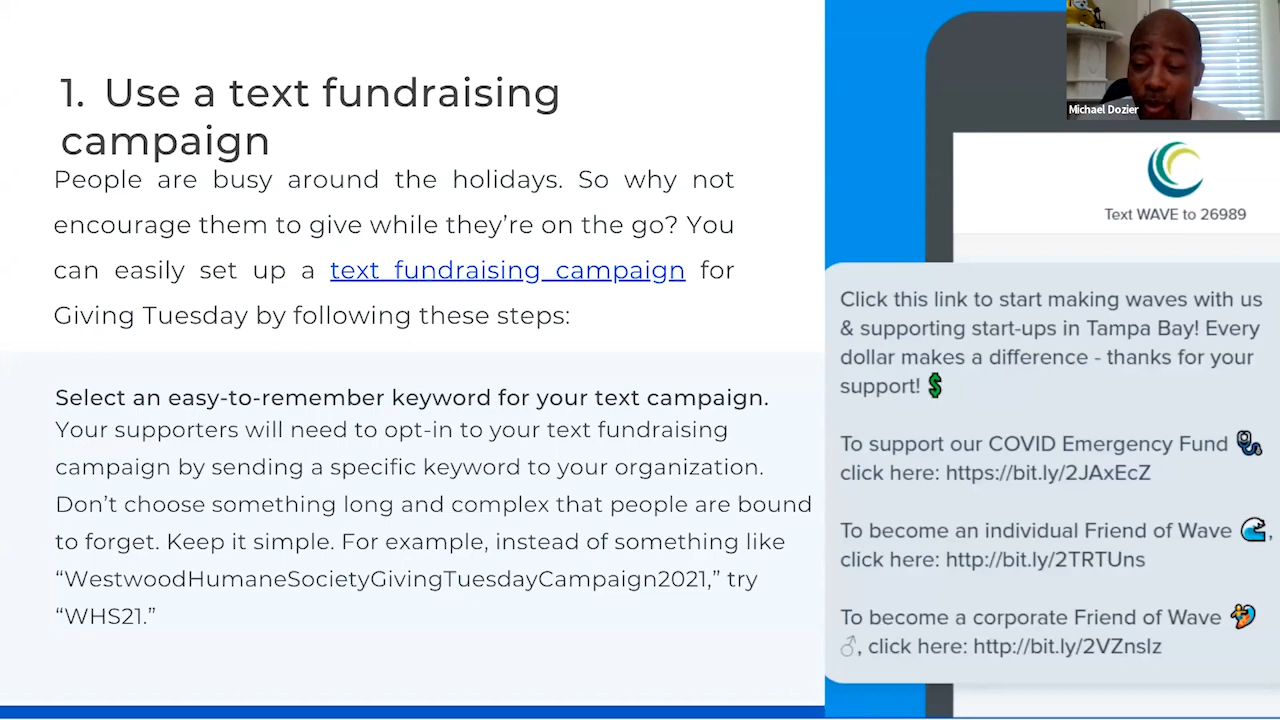 1. Use a text fundraising
campaign
People are busy around the holidays. So why not
encourage them to give while they’re on the go? You
can easily set up a text fundraising campaign for
Giving Tuesday by following these steps:
Select an easy-to-remember keyword for your text campaign.
Your supporters will need to opt-in to your text fundraising
campaign by sending a specific keyword to your organization.
Don’t choose something long and complex that people are bound
to forget. Keep it simple. For example, instead of something like
“WestwoodHumaneSocietyGivingTuesdayCampaign2021,” try
“WHS21.”
Michael Dozier
Text WAVE to 26989
Click this link to start making waves with us
& supporting start-ups in Tampa Bay! Every
dollar makes a difference - thanks for your
support! 💲
To support our COVID Emergency Fund 🩺
click here: https://bit.ly/2JAxEcZ
To become an individual Friend of Wave 🌊,
click here: http://bit.ly/2TRTUns
To become a corporate Friend of Wave 🏄
♂, click here: http://bit.ly/2VZnsIz